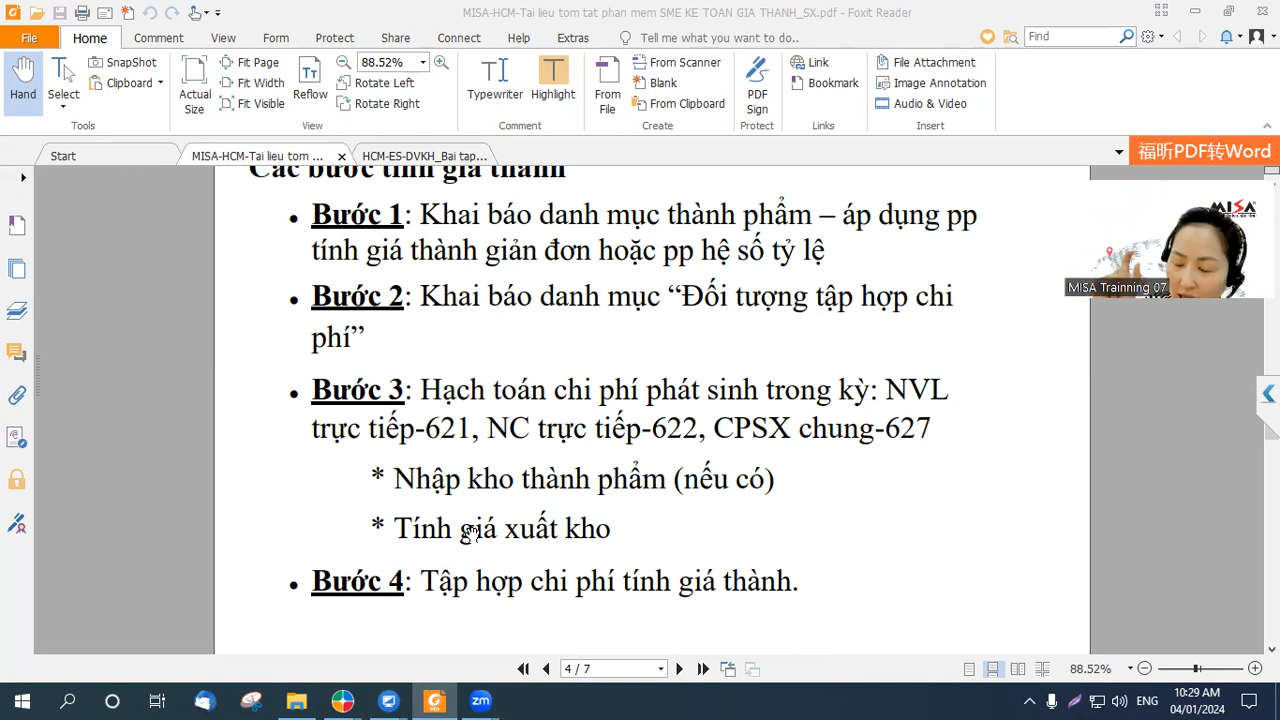 MISA-HCM-Tai lieu tom tat phan mem SME KE TOAN GIA THANH_SX.pdf - Foxit Reader
File Home Comment View Form Protect Share Connect Help Extras Tell me what you want to do.. Find
Hand
Select
SnapShot
Clipboard
Tools
Actual
Size
Fit Page
Fit Width
Fit Visible
Reflow
88.52%
Rotate Left
Rotate Right
View
Typewriter
Highlight
Comment
From
File
From Scanner
Blank
From Clipboard
Create
PDF
Sign
Protect
Link
Bookmark
Links
File Attachment
Image Annotation
Audio & Video
Insert
Start MISA-HCM-Tai lieu tom ... HCM-ES-DVKH_Bai tap... 福昕PDF转Word
Các bước tính giá thành
• Bước 1: Khai báo danh mục thành phẩm – áp dụng pp
tính giá thành giản đơn hoặc pp hệ số tỷ lệ
• Bước 2: Khai báo danh mục “Đối tượng tập hợp chi
phí”
• Bước 3: Hạch toán chi phí phát sinh trong kỳ: NVL
trực tiếp-621, NC trực tiếp-622, CPSX chung-627
* Nhập kho thành phẩm (nếu có)
* Tính giá xuất kho
• Bước 4: Tập hợp chi phí tính giá thành.
MISA
MISA Trainning 07
4 / 7
88.52%
zm
ENG
10:29 AM
04/01/2024